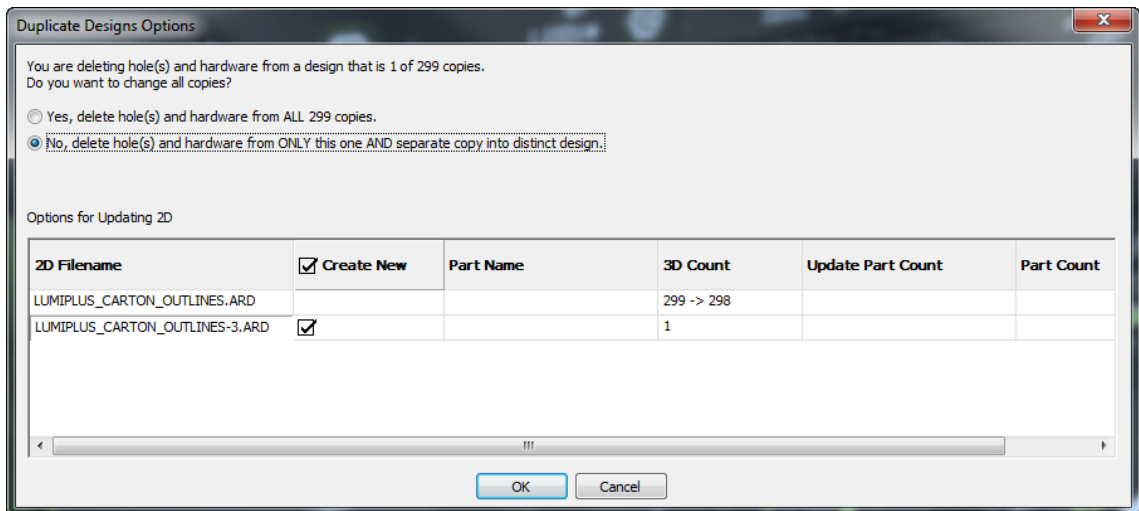 Duplicate Designs Options
You are deleting hole(s) and hardware from a design that is 1 of 299 copies.
Do you want to change all copies?
Yes, delete hole(s) and hardware from ALL 299 copies.
No, delete hole(s) and hardware from ONLY this one AND separate copy into distinct design.
Options for Updating 2D
2D Filename Create New Part Name 3D Count Update Part Count Part Count
LUMIPLUS_CARTON_OUTLINES.ARD 299 -> 298
LUMIPLUS_CARTON_OUTLINES-3.ARD 1
OK Cancel